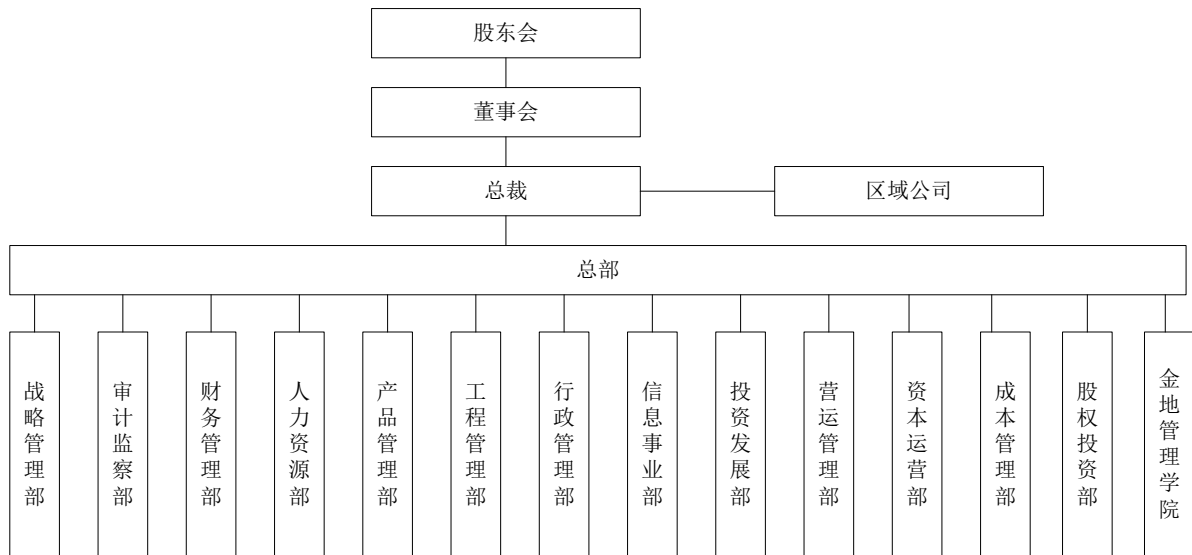 股东会
董事会
总裁
区域公司
总部
战略管理部
审计监察部
财务管理部
人力资源部
产品管理部
工程管理部
行政管理部
信息事业部
投资发展部
营运管理部
资本运营部
成本管理部
股权投资部
金地管理学院